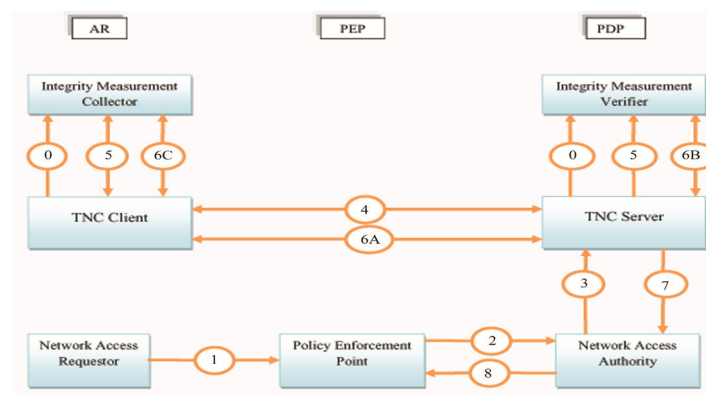 AR PEP PDP
Integrity Measurement Integrity Measurement
Collector Verifier
0 5 6C 0 5 6B
4
TNC Client TNC Server
6A
3 7
Network Access Policy Enforcement 2 Network Access
Requestor 1 Point Authority
8